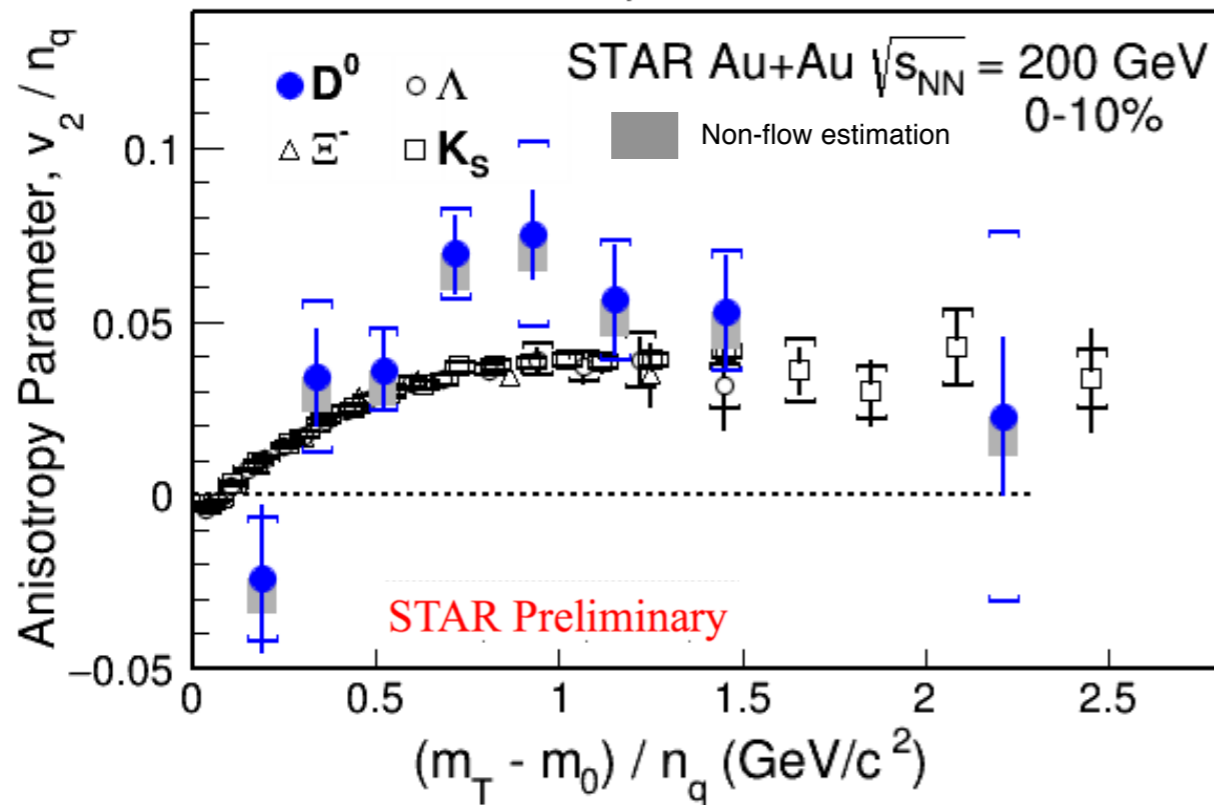 STAR Au+Au √s_NN = 200 GeV
0-10%
D⁰
Λ
Ξ⁻
K_S
Non-flow estimation
Anisotropy Parameter, v₂ / n_q
0.1
0.05
0
−0.05
STAR Preliminary
0 0.5 1 1.5 2 2.5
(m_T - m_0) / n_q (GeV/c²)